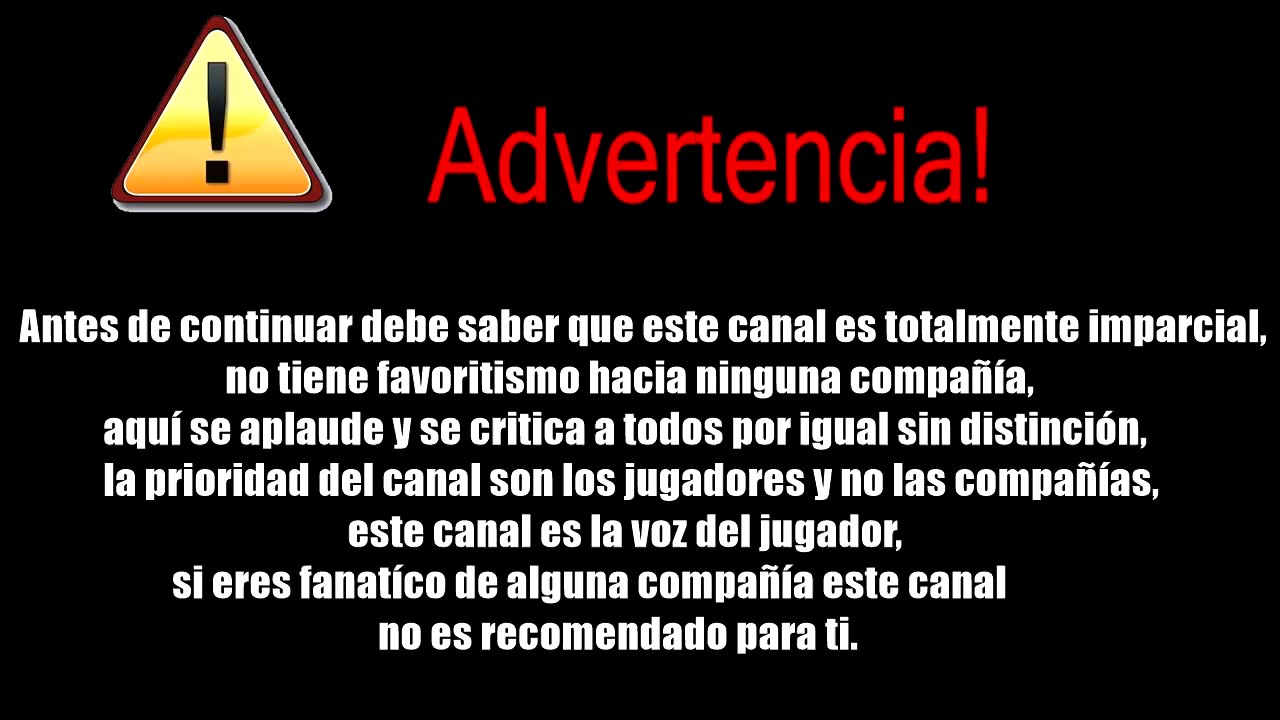 Advertencia!
Antes de continuar debe saber que este canal es totalmente imparcial,
no tiene favoritismo hacia ninguna compañía,
aquí se aplaude y se critica a todos por igual sin distinción,
la prioridad del canal son los jugadores y no las compañías,
este canal es la voz del jugador,
si eres fanatíco de alguna compañía este canal
no es recomendado para ti.